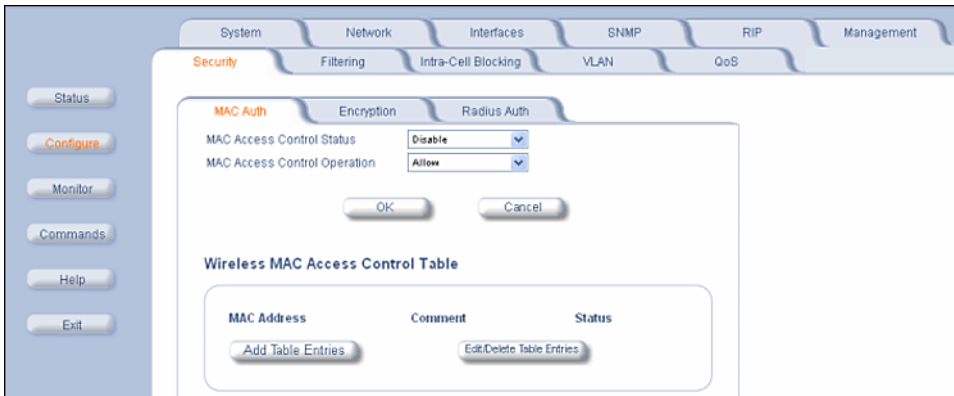 System Network Interfaces SNMP RIP Management
Security Filtering Intra-Cell Blocking VLAN QoS
Status
Configure
Monitor
Commands
Help
Exit
MAC Auth Encryption Radius Auth
MAC Access Control Status Disable
MAC Access Control Operation Allow
OK Cancel
Wireless MAC Access Control Table
MAC Address Comment Status
Add Table Entries Edit/Delete Table Entries